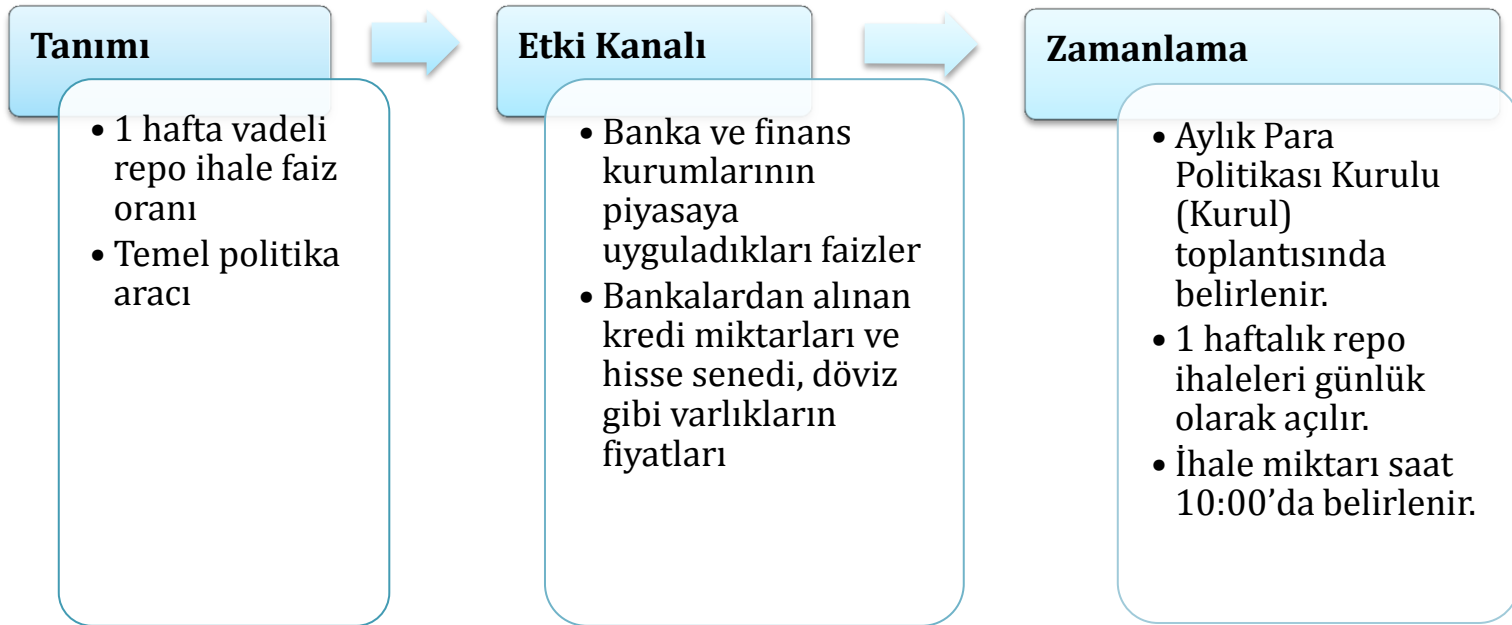 Tanımı
• 1 hafta vadeli
repo ihale faiz
oranı
• Temel politika
aracı
Etki Kanalı
• Banka ve finans
kurumlarının
piyasaya
uyguladıkları faizler
• Bankalardan alınan
kredi miktarları ve
hisse senedi, döviz
gibi varlıkların
fiyatları
Zamanlama
• Aylık Para
Politikası Kurulu
(Kurul)
toplantısında
belirlenir.
• 1 haftalık repo
ihaleleri günlük
olarak açılır.
• İhale miktarı saat
10:00’da belirlenir.